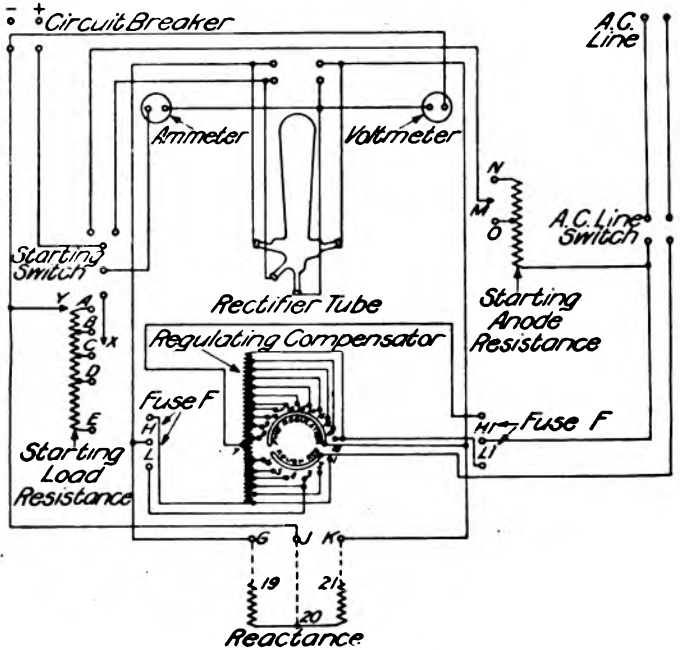 - +
Circuit Breaker
A.C.
Line
Ammeter
Voltmeter
N
M
O
A.C. Line
Switch
Starting
Switch
Rectifier Tube
Starting
Anode
Resistance
Y
A
B
X
C
D
E
Regulating Compensator
Fuse F
H
L
Fuse F
H1
L1
Starting
Load
Resistance
G
J
K
19
21
20
Reactance